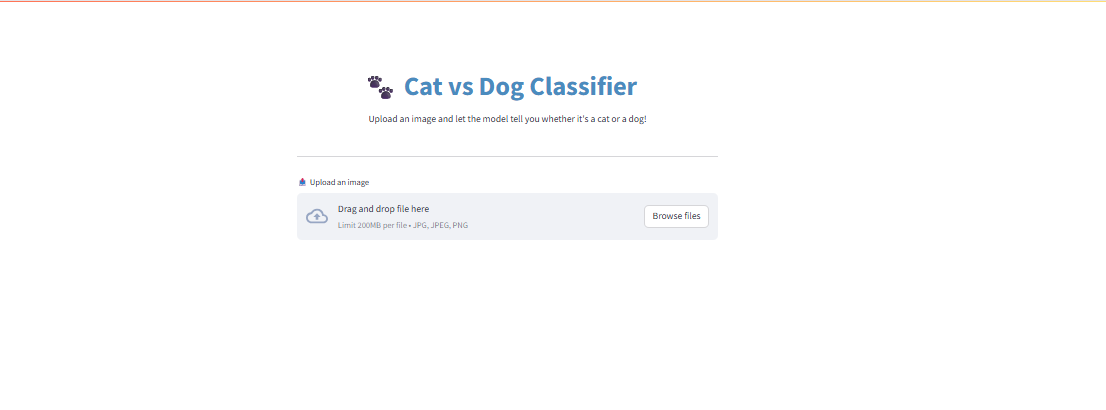 Cat vs Dog Classifier
Upload an image and let the model tell you whether it's a cat or a dog!
Upload an image
Drag and drop file here
Limit 200MB per file • JPG, JPEG, PNG
Browse files